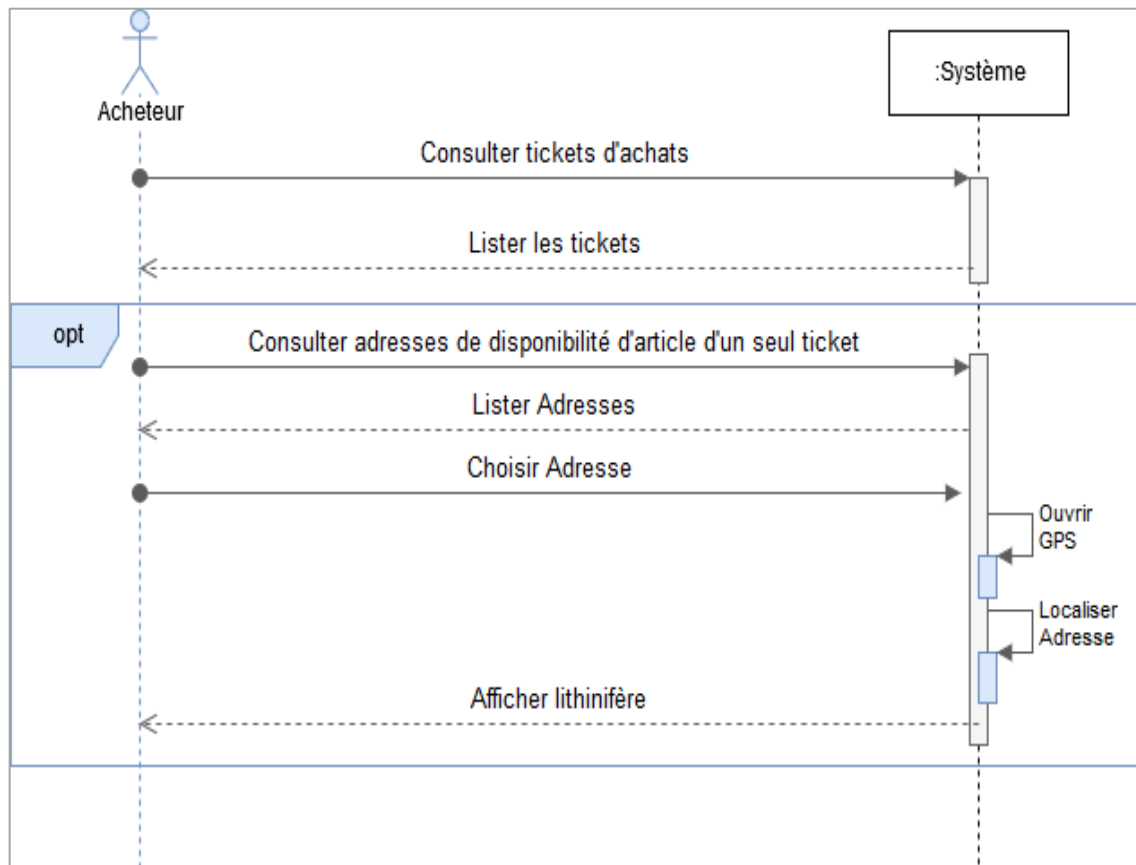 :Système
Acheteur
Consulter tickets d'achats
Lister les tickets
opt
Consulter adresses de disponibilité d'article d'un seul ticket
Lister Adresses
Choisir Adresse
Ouvrir
GPS
Localiser
Adresse
Afficher lithinifère